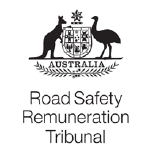 AUSTRALIA
Road Safety
Remuneration
Tribunal